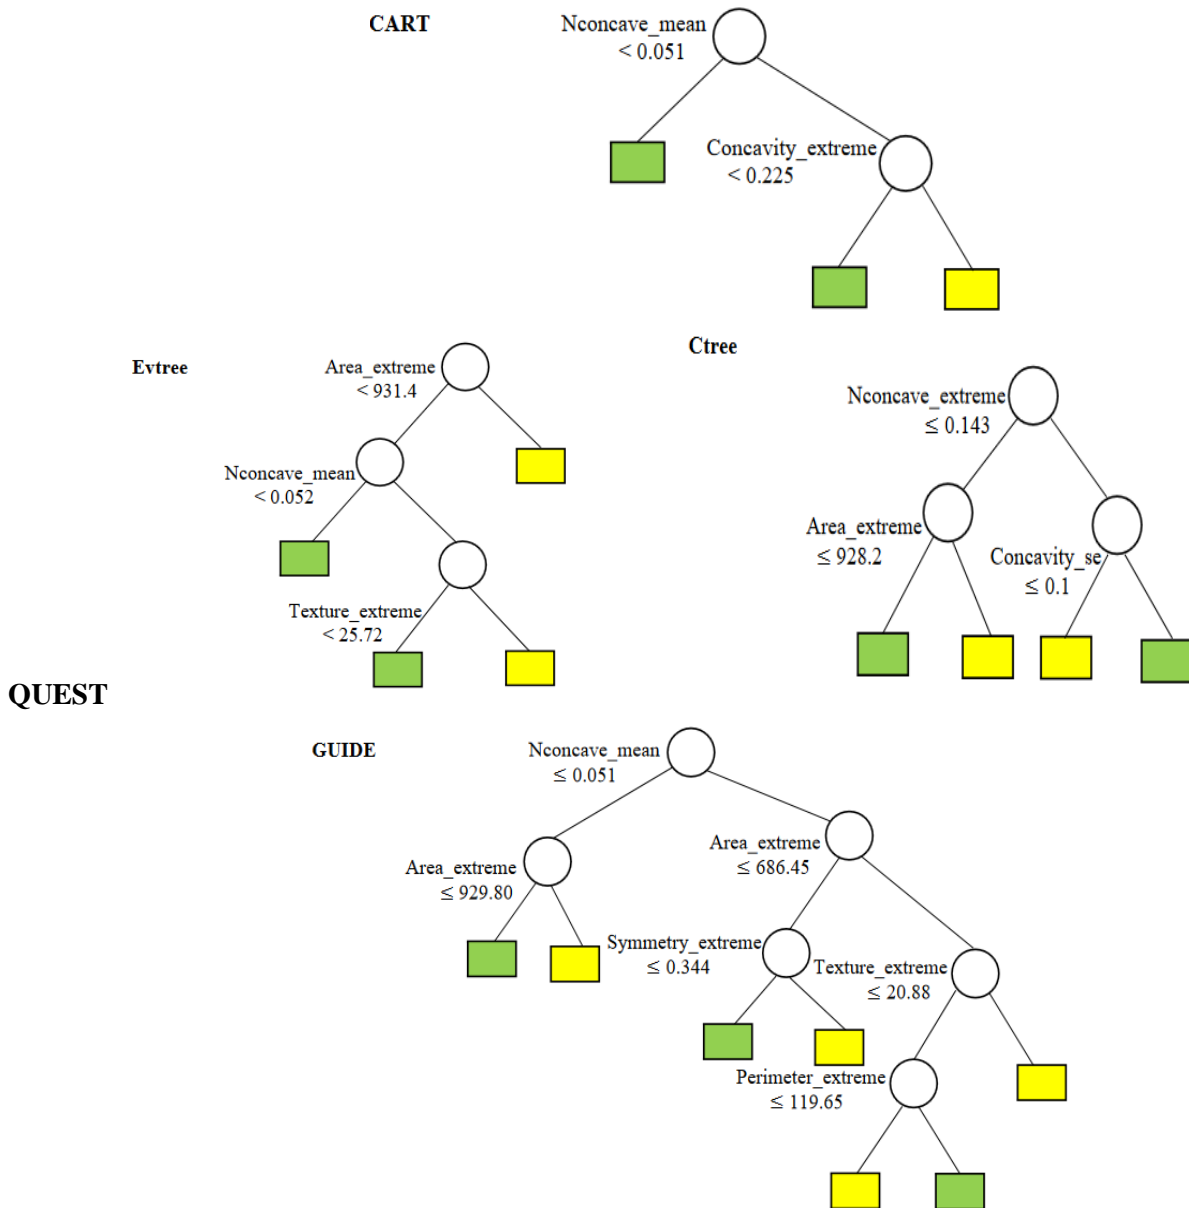 CART
Nconcave_mean
< 0.051
Concavity_extreme
< 0.225
Evtree
Area_extreme
< 931.4
Nconcave_mean
< 0.052
Texture_extreme
< 25.72
Ctree
Nconcave_extreme
≤ 0.143
Area_extreme
≤ 928.2
Concavity_se
≤ 0.1
QUEST
GUIDE
Nconcave_mean
≤ 0.051
Area_extreme
≤ 929.80
Area_extreme
≤ 686.45
Symmetry_extreme
≤ 0.344
Texture_extreme
≤ 20.88
Perimeter_extreme
≤ 119.65